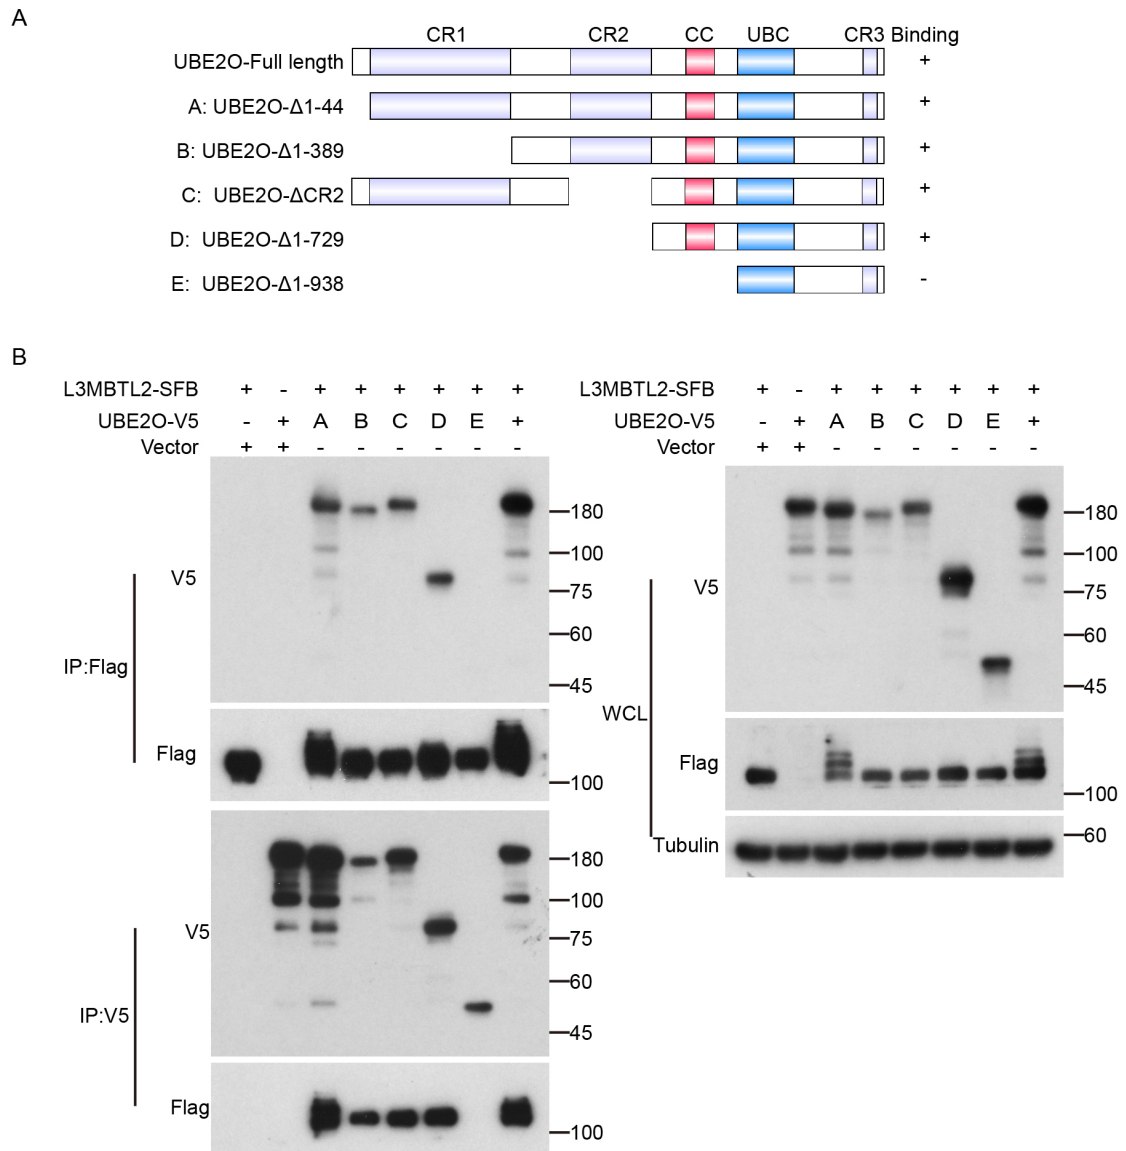 A
CR1 CR2 CC UBC CR3 Binding
UBE2O-Full length +
A: UBE2O-Δ1-44 +
B: UBE2O-Δ1-389 +
C: UBE2O-ΔCR2 +
D: UBE2O-Δ1-729 +
E: UBE2O-Δ1-938 -
B
L3MBTL2-SFB + - + + + + + +
UBE2O-V5 - + A B C D E +
Vector + + - - - - - -
V5
180
100
75
60
45
IP:Flag
Flag
100
V5
180
100
75
60
45
IP:V5
Flag
100
L3MBTL2-SFB + - + + + + + +
UBE2O-V5 - + A B C D E +
Vector + + - - - - - -
V5
180
100
75
60
45
WCL
Flag
100
Tubulin
60